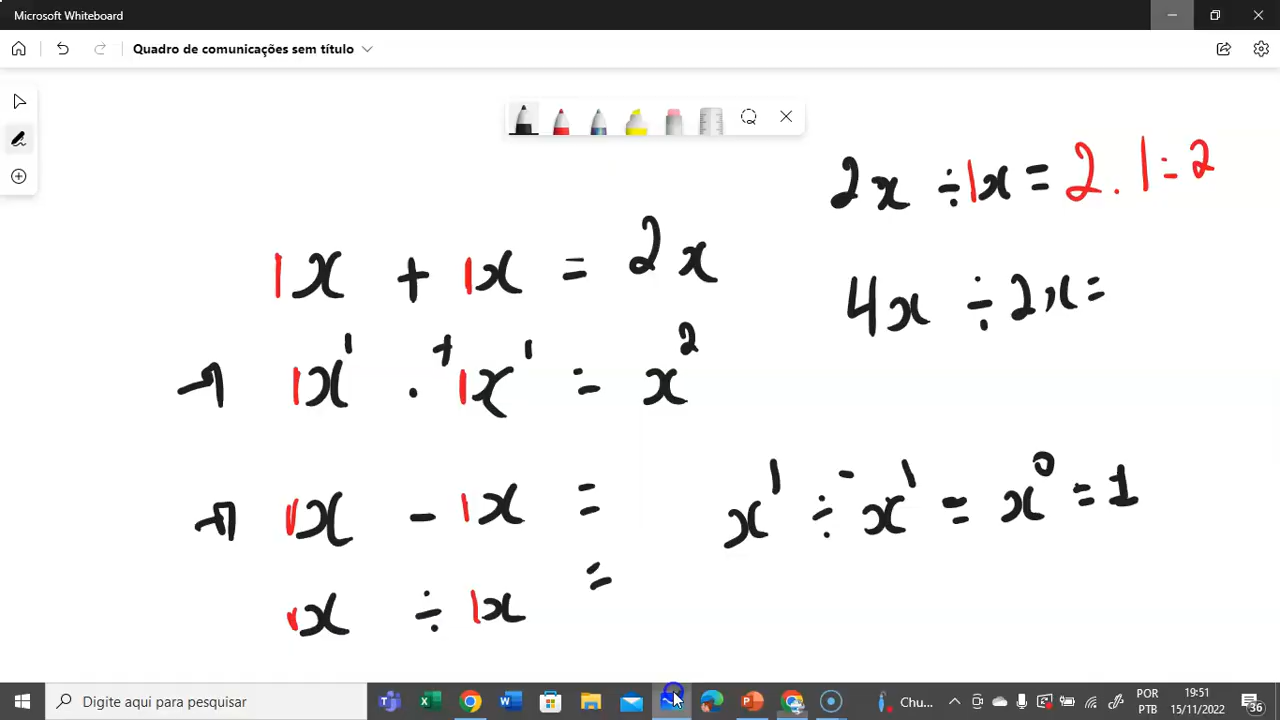 Microsoft Whiteboard
Quadro de comunicações sem título
2x ÷ 1x = 2 . 1 = 2
1x + 1x = 2x
4x ÷ 2x =
→ 1x¹ · ⁺ 1x¹ = x²
→ 1x - 1x =
x¹ ÷ ⁻ x¹ = x⁰ = 1
1x ÷ 1x =
Digite aqui para pesquisar
Chu...
POR
PTB
19:51
15/11/2022
36